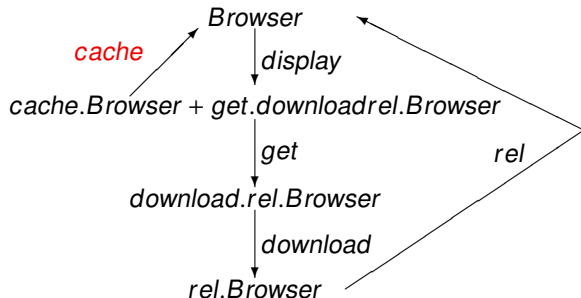 Browser
cache
display
cache.Browser + get.downloadrel.Browser
get
rel
download.rel.Browser
download
rel.Browser